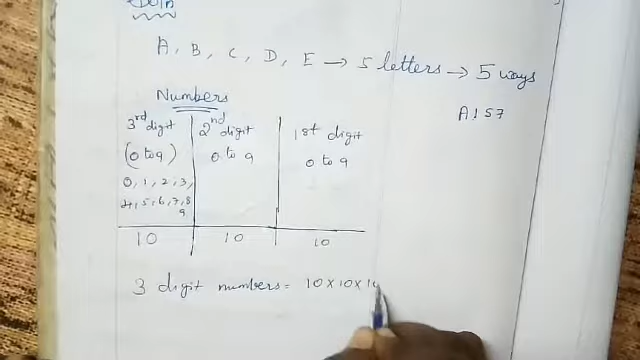 A, B, C, D, E → 5 letters → 5 ways
Numbers
A157
3rd digit 2nd digit 1st digit
(0 to 9) 0 to 9 0 to 9
0, 1, 2, 3,
4, 5, 6, 7, 8
9
10 10 10
3 digit numbers = 10 × 10 × 10